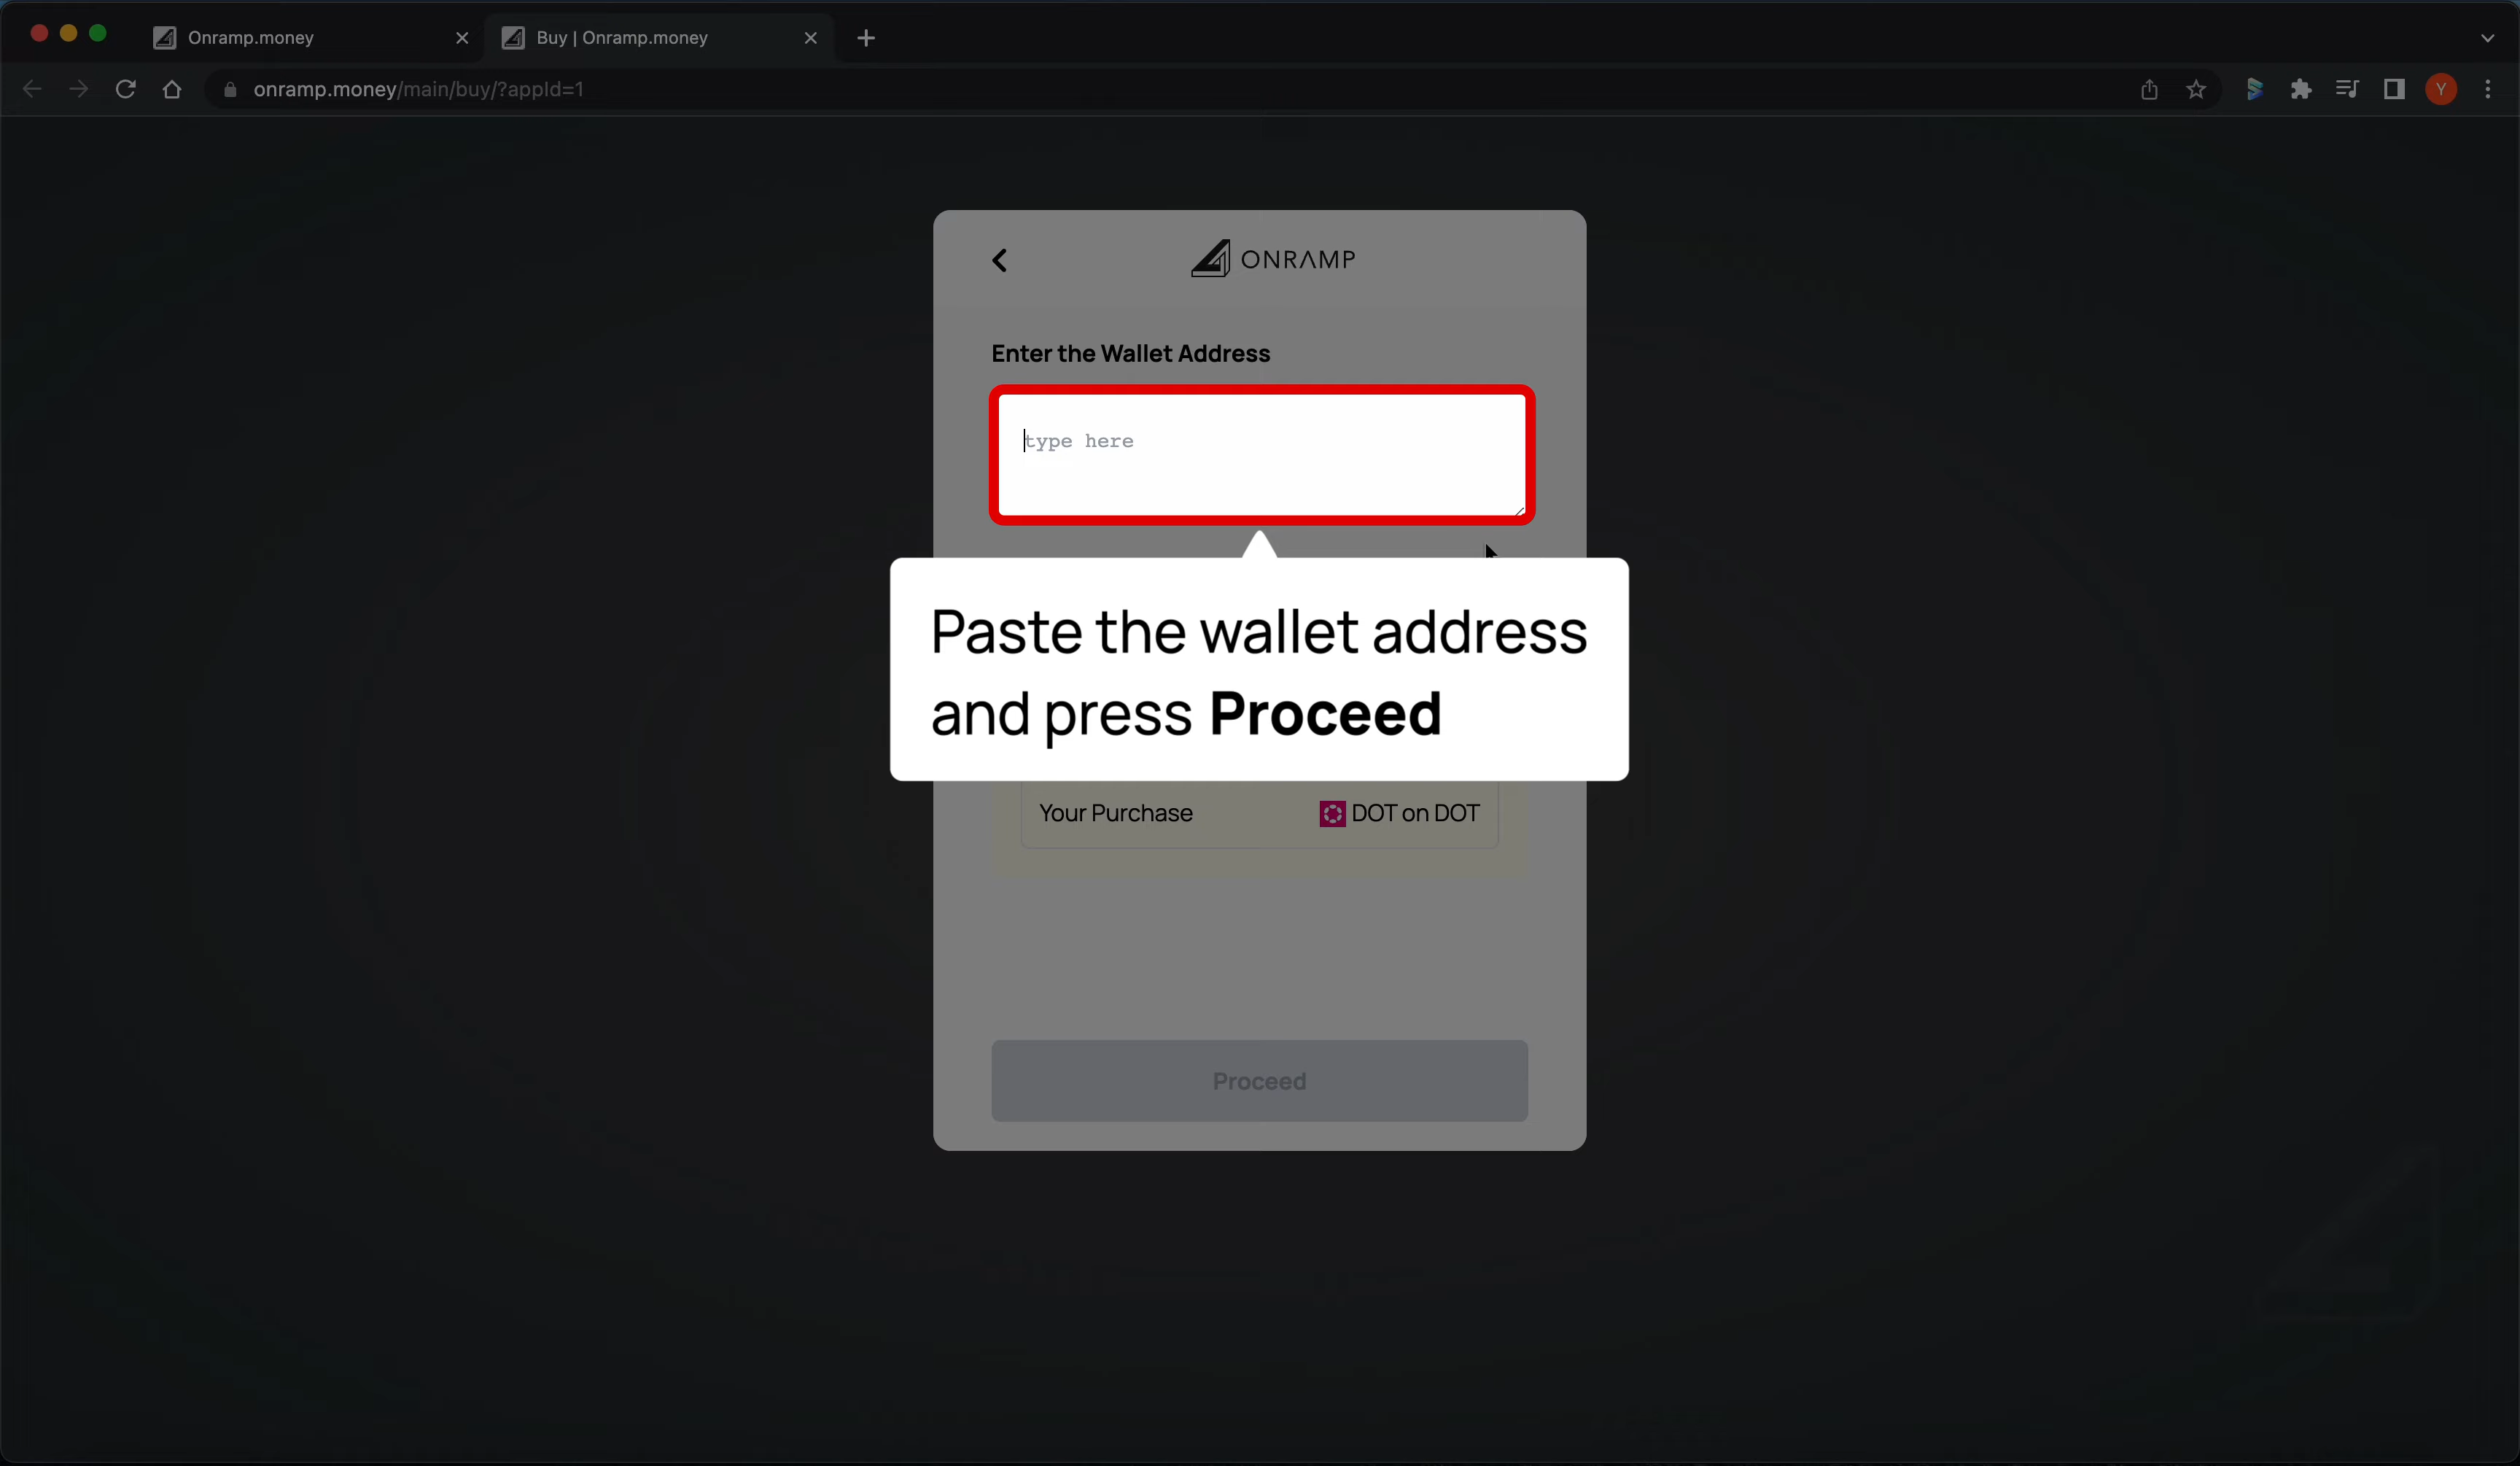 Onramp.money
Buy | Onramp.money
onramp.money/main/buy/?appId=1
Y
ONRAMP
Enter the Wallet Address
type here
Paste the wallet address
and press Proceed
Your Purchase
DOT on DOT
Proceed